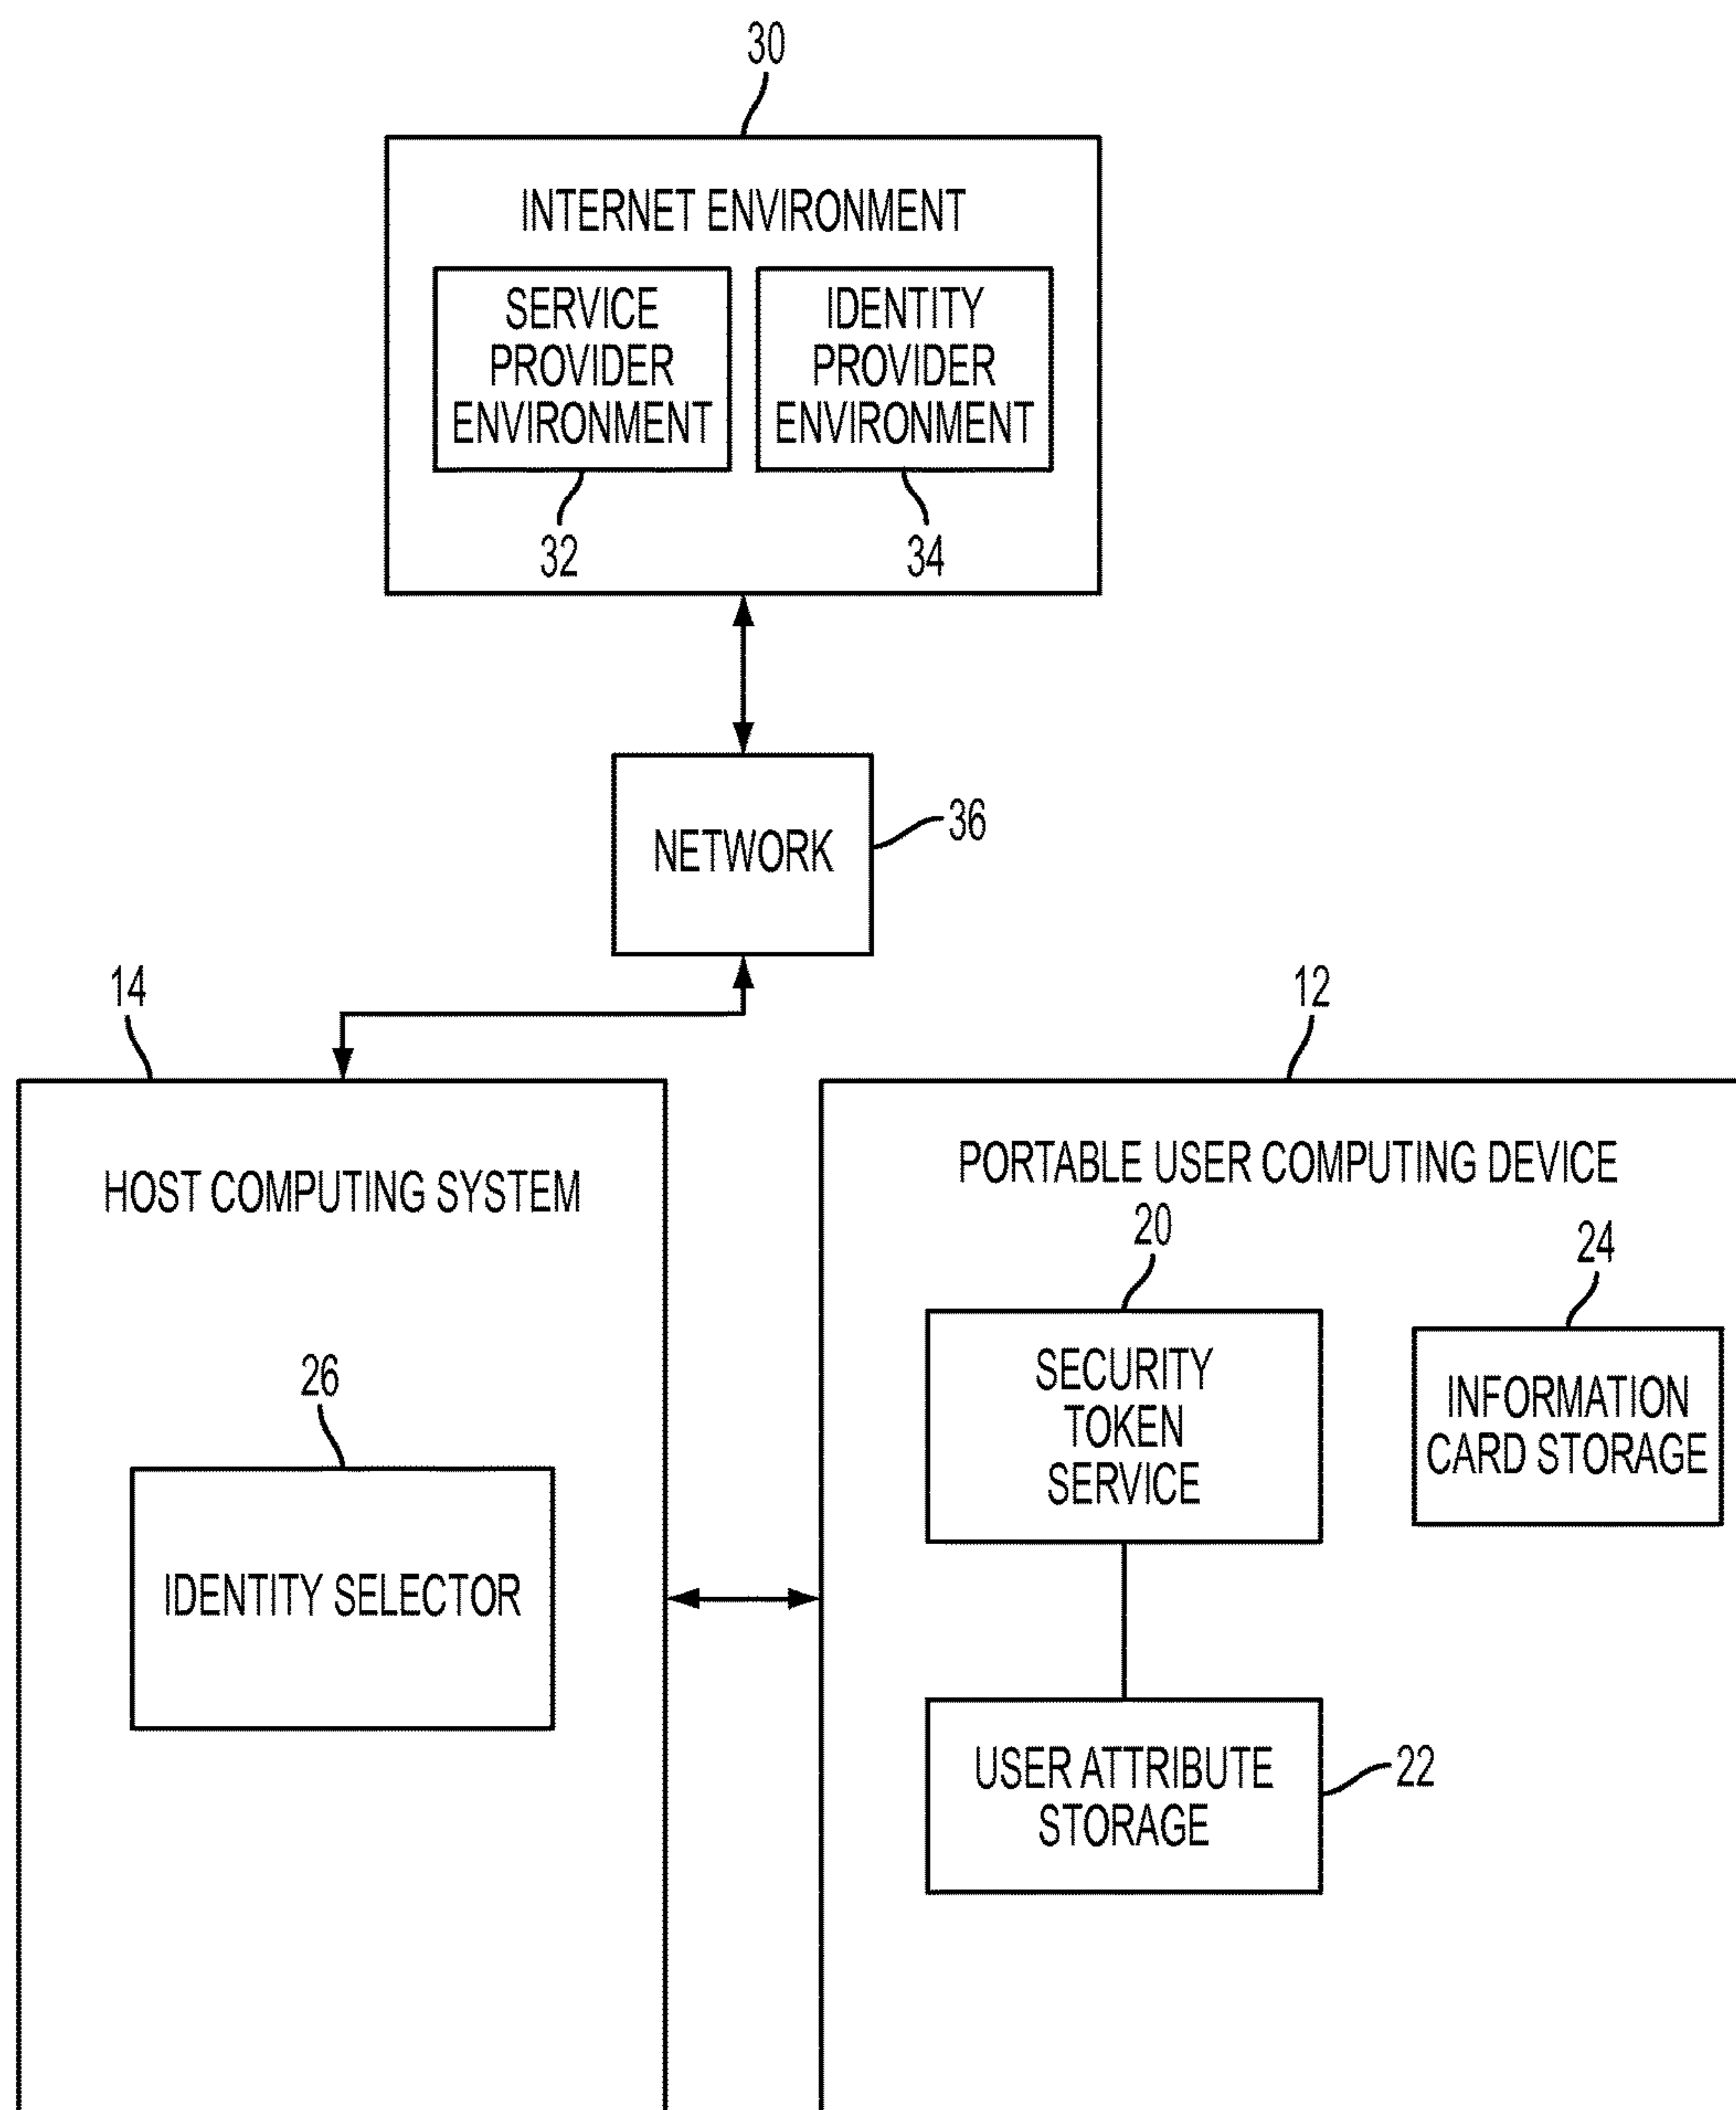 30
INTERNET ENVIRONMENT
SERVICE
PROVIDER
ENVIRONMENT
IDENTITY
PROVIDER
ENVIRONMENT
32
34
NETWORK
36
14
12
HOST COMPUTING SYSTEM
26
IDENTITY SELECTOR
PORTABLE USER COMPUTING DEVICE
20
24
SECURITY
TOKEN
SERVICE
INFORMATION
CARD STORAGE
USER ATTRIBUTE
STORAGE
22